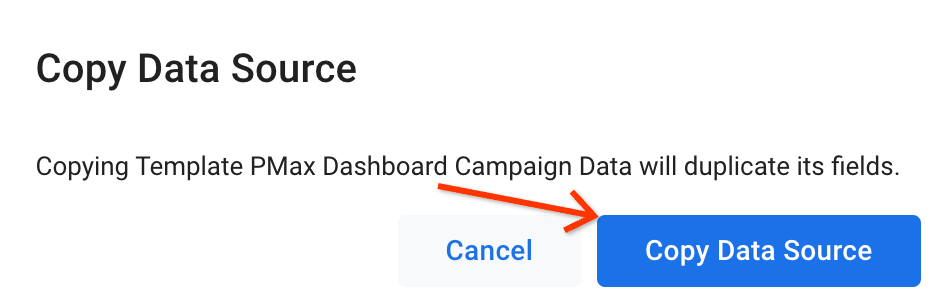 Copy Data Source
Copying Template PMax Dashboard Campaign Data will duplicate its fields.
Cancel Copy Data Source